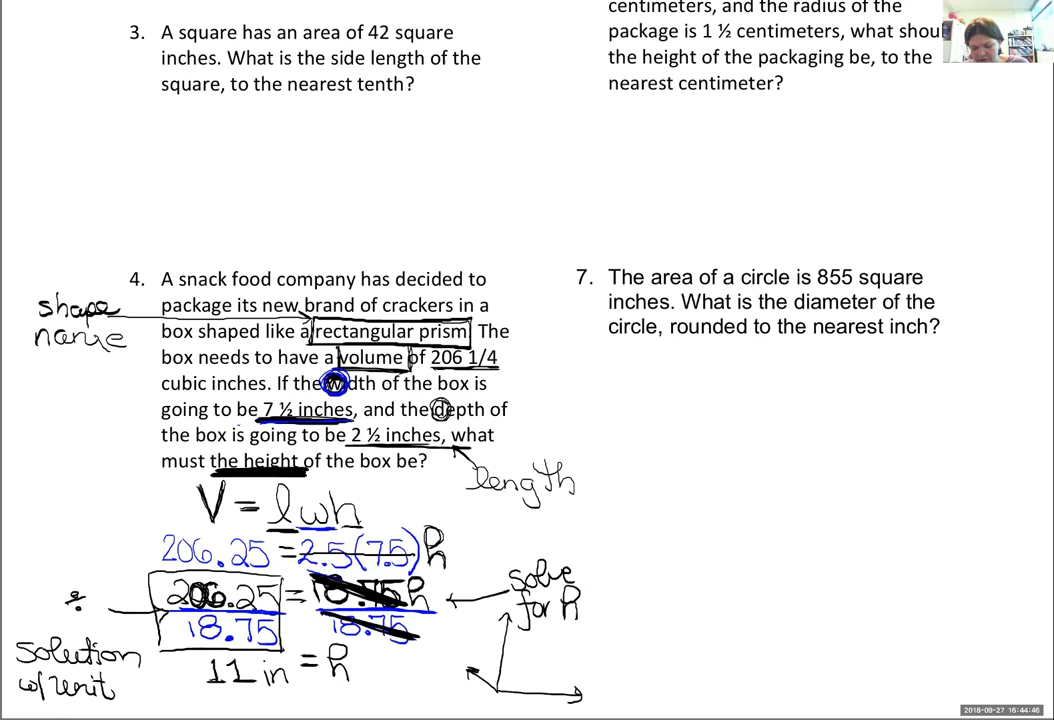 3. A square has an area of 42 square
inches. What is the side length of the
square, to the nearest tenth?
4. A snack food company has decided to
package its new brand of crackers in a
box shaped like a rectangular prism. The
box needs to have a volume of 206 1/4
cubic inches. If the width of the box is
going to be 7 ½ inches, and the depth of
the box is going to be 2 ½ inches, what
must the height of the box be?
shape
name
length
V = lwh
206.25 = 2.5(7.5)h
÷ 206.25 = 18.75h
18.75 18.75
11 in = h
solve
for h
solution
w/ unit
centimeters, and the radius of the
package is 1 ½ centimeters, what shou
the height of the packaging be, to the
nearest centimeter?
7. The area of a circle is 855 square
inches. What is the diameter of the
circle, rounded to the nearest inch?
2018-09-27 16:44:46